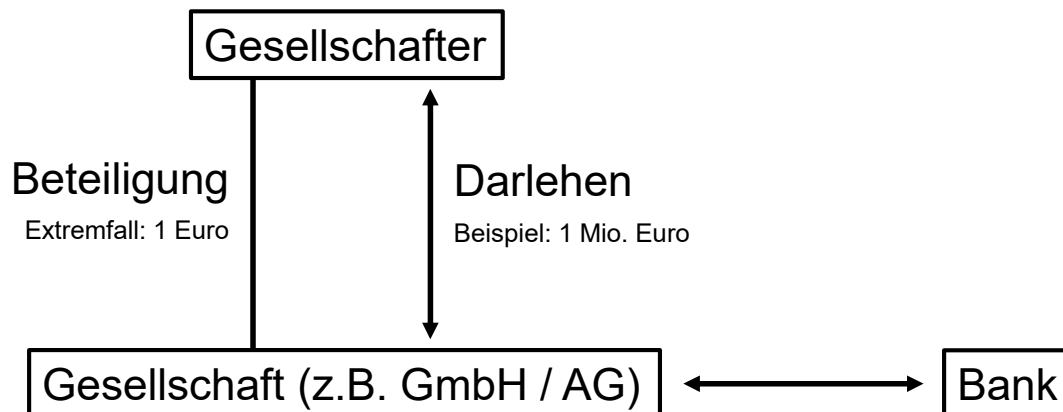 Gesellschafter
Beteiligung
Extremfall: 1 Euro
Darlehen
Beispiel: 1 Mio. Euro
Gesellschaft (z.B. GmbH / AG)
Bank